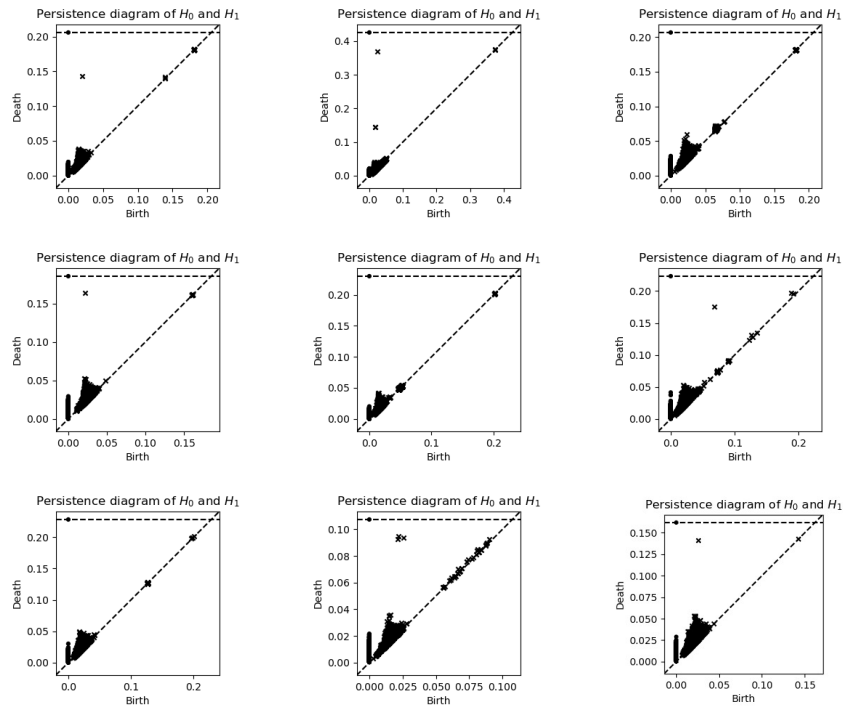 Persistence diagram of H₀ and H₁
0.20
0.15
0.10
0.05
0.00
Death
0.00 0.05 0.10 0.15 0.20
Birth
Persistence diagram of H₀ and H₁
0.4
0.3
0.2
0.1
0.0
Death
0.0 0.1 0.2 0.3 0.4
Birth
Persistence diagram of H₀ and H₁
0.20
0.15
0.10
0.05
0.00
Death
0.00 0.05 0.10 0.15 0.20
Birth
Persistence diagram of H₀ and H₁
0.15
0.10
0.05
0.00
Death
0.00 0.05 0.10 0.15
Birth
Persistence diagram of H₀ and H₁
0.20
0.15
0.10
0.05
0.00
Death
0.0 0.1 0.2
Birth
Persistence diagram of H₀ and H₁
0.20
0.15
0.10
0.05
0.00
Death
0.0 0.1 0.2
Birth
Persistence diagram of H₀ and H₁
0.20
0.15
0.10
0.05
0.00
Death
0.0 0.1 0.2
Birth
Persistence diagram of H₀ and H₁
0.10
0.08
0.06
0.04
0.02
0.00
Death
0.000 0.025 0.050 0.075 0.100
Birth
Persistence diagram of H₀ and H₁
0.150
0.125
0.100
0.075
0.050
0.025
0.000
Death
0.00 0.05 0.10 0.15
Birth